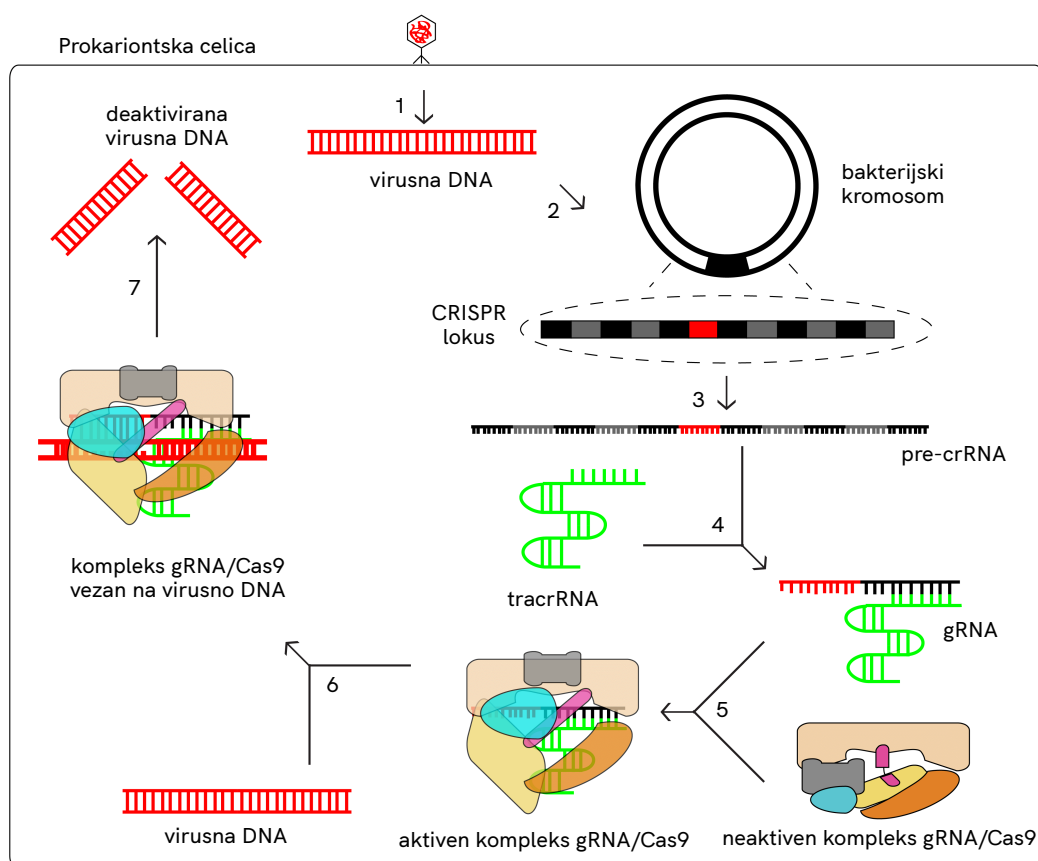 Prokariontska celica
1
deaktivirana
virusna DNA
virusna DNA
2
bakterijski
kromosom
7
CRISPR
lokus
3
pre-crRNA
4
tracrRNA
kompleks gRNA/Cas9
vezan na virusno DNA
gRNA
6
5
virusna DNA
aktiven kompleks gRNA/Cas9
neaktiven kompleks gRNA/Cas9